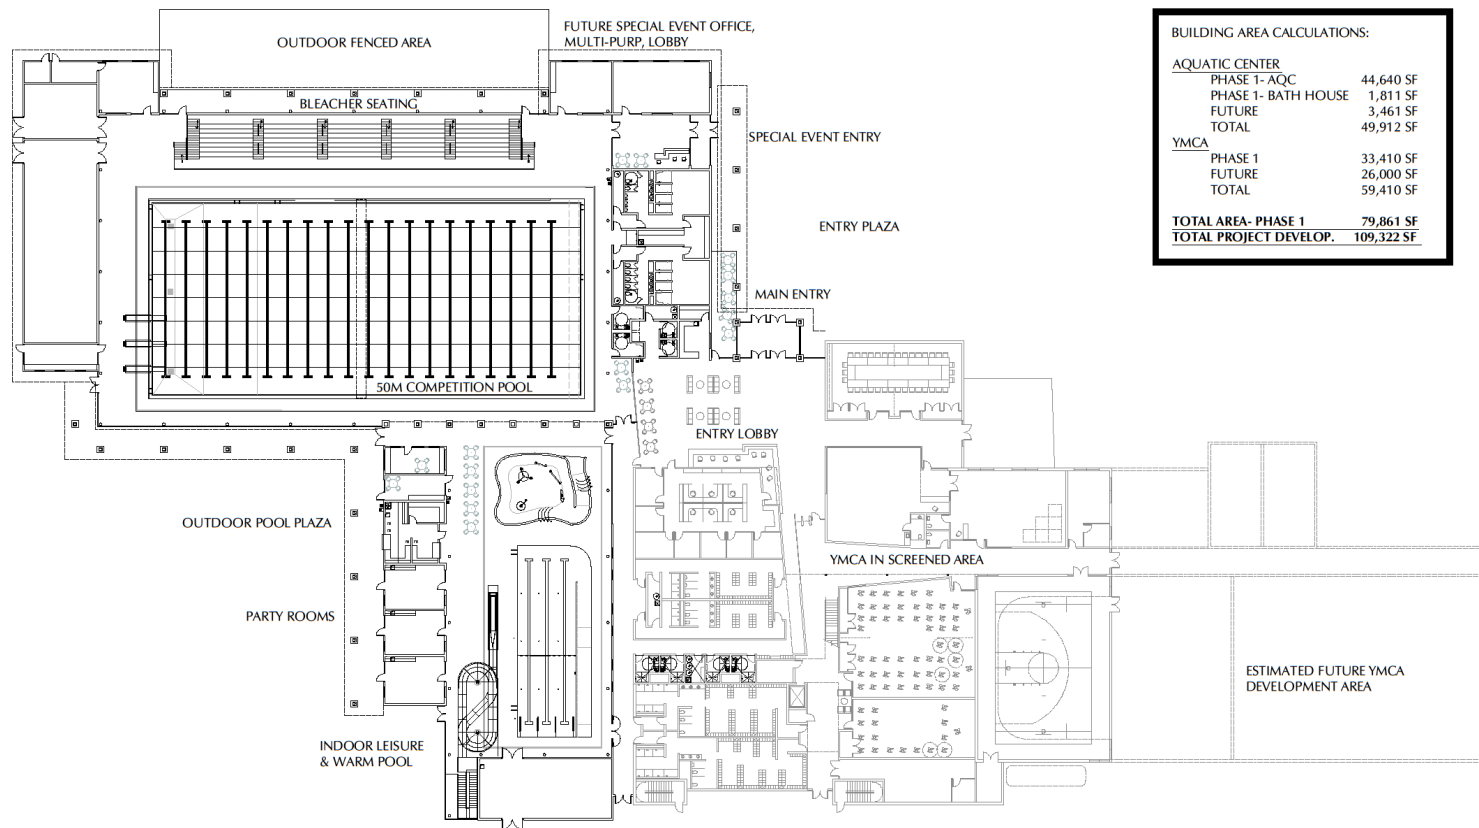 OUTDOOR FENCED AREA
FUTURE SPECIAL EVENT OFFICE,
MULTI-PURP, LOBBY
BLEACHER SEATING
SPECIAL EVENT ENTRY
ENTRY PLAZA
MAIN ENTRY
50M COMPETITION POOL
ENTRY LOBBY
OUTDOOR POOL PLAZA
YMCA IN SCREENED AREA
PARTY ROOMS
ESTIMATED FUTURE YMCA
DEVELOPMENT AREA
INDOOR LEISURE
& WARM POOL
BUILDING AREA CALCULATIONS:
AQUATIC CENTER
PHASE 1- AQC 44,640 SF
PHASE 1- BATH HOUSE 1,811 SF
FUTURE 3,461 SF
TOTAL 49,912 SF
YMCA
PHASE 1 33,410 SF
FUTURE 26,000 SF
TOTAL 59,410 SF
TOTAL AREA- PHASE 1 79,861 SF
TOTAL PROJECT DEVELOP. 109,322 SF